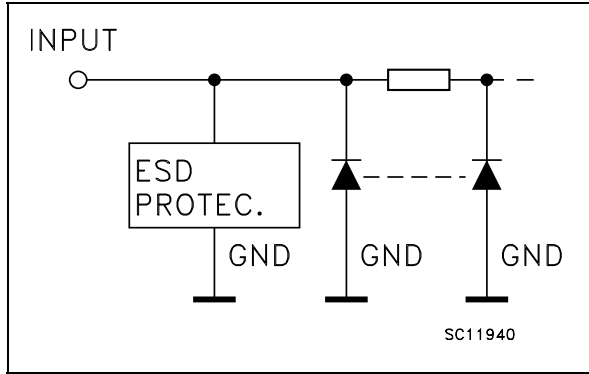 INPUT
ESD
PROTEC.
GND
GND
GND
SC11940